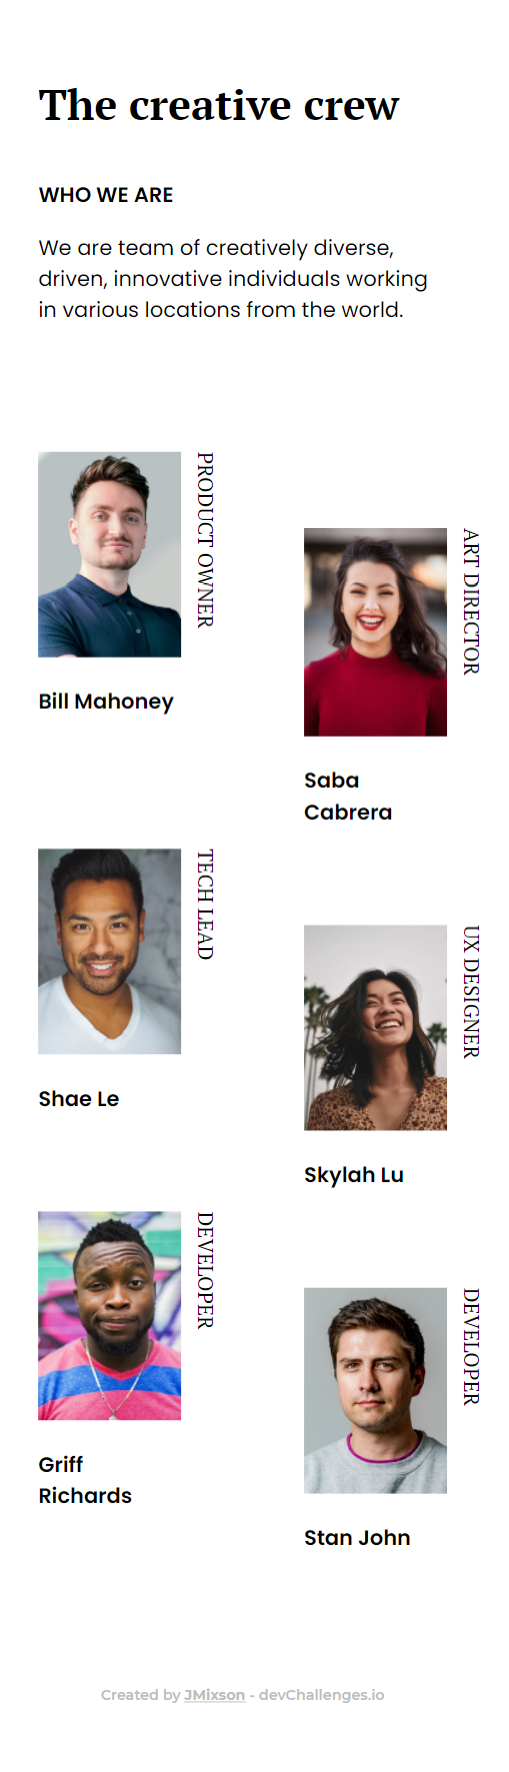 The creative crew
WHO WE ARE
We are team of creatively diverse,
driven, innovative individuals working
in various locations from the world.
PRODUCT OWNER
Bill Mahoney
ART DIRECTOR
Saba
Cabrera
TECH LEAD
Shae Le
UX DESIGNER
Skylah Lu
DEVELOPER
Griff
Richards
DEVELOPER
Stan John
Created by JMixson - devChallenges.io